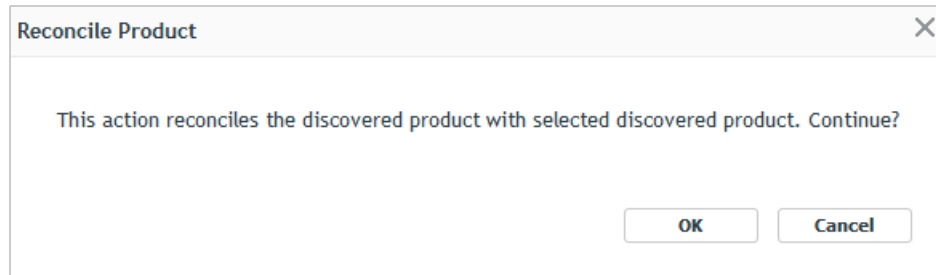 Reconcile Product
This action reconciles the discovered product with selected discovered product. Continue?
OK Cancel